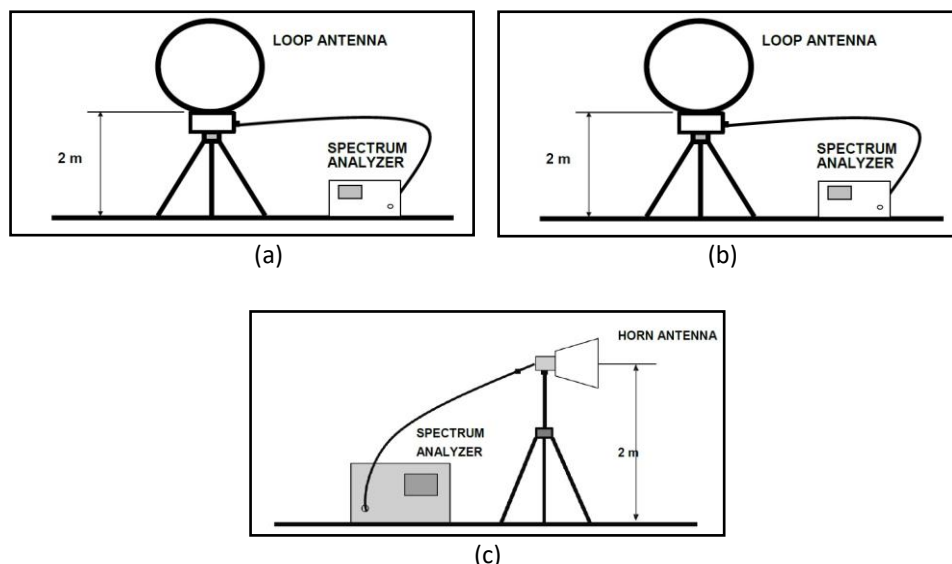 LOOP ANTENNA
2 m
SPECTRUM
ANALYZER
(a)
LOOP ANTENNA
2 m
SPECTRUM
ANALYZER
(b)
HORN ANTENNA
SPECTRUM
ANALYZER
2 m
(c)